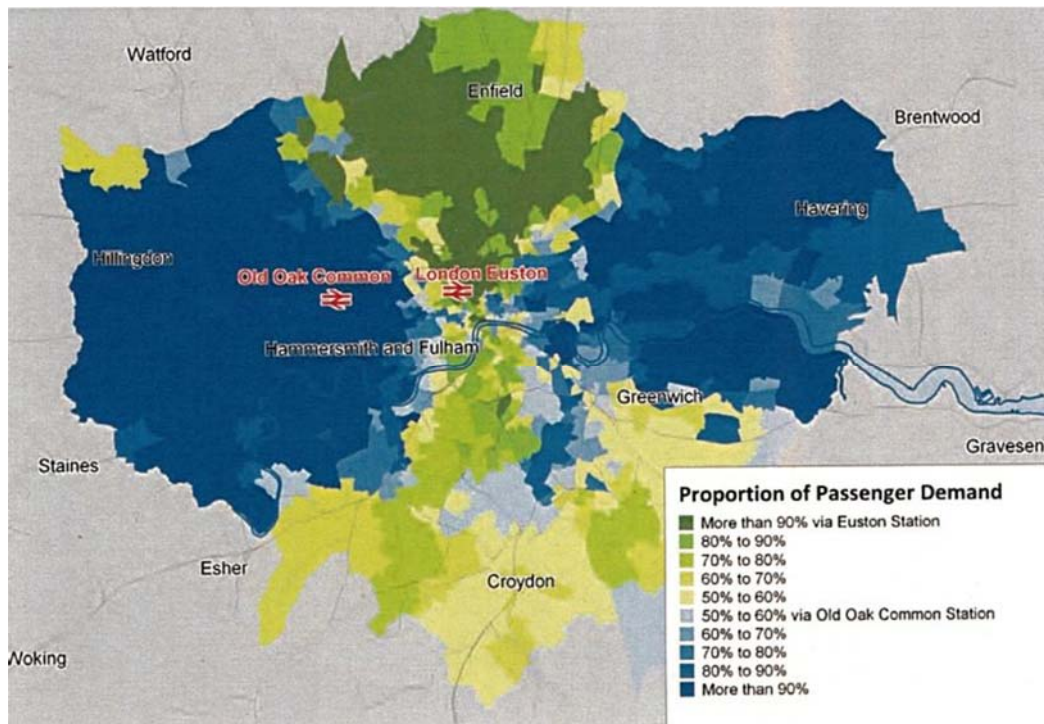 Watford
Enfield
Brentwood
Havering
Hillingdon
Old Oak Common
London Euston
Hammersmith and Fulham
Greenwich
Staines
Gravesen
Esher
Croydon
Woking
Proportion of Passenger Demand
More than 90% via Euston Station
80% to 90%
70% to 80%
60% to 70%
50% to 60%
50% to 60% via Old Oak Common Station
60% to 70%
70% to 80%
80% to 90%
More than 90%